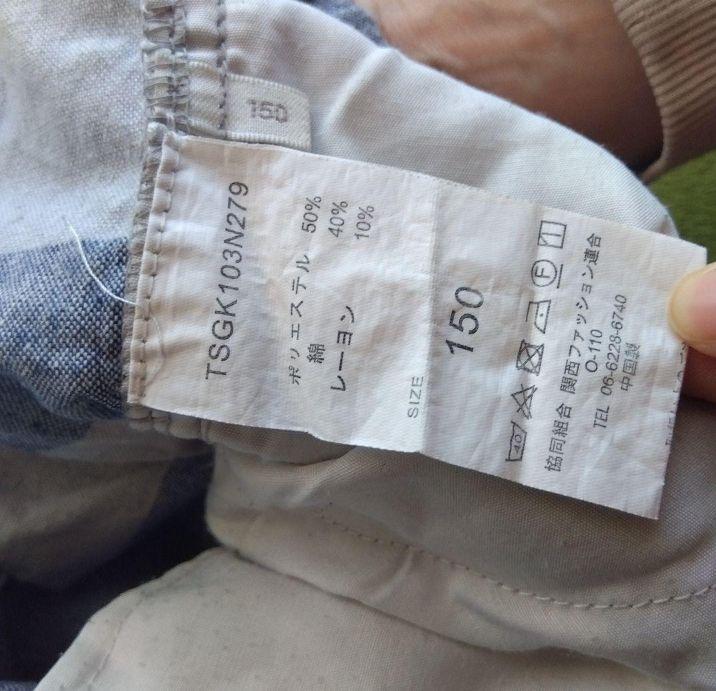 150
TSGK103N279
ポリエステル 50%
綿 40%
レーヨン 10%
SIZE
150
40 F
協同組合 関西ファッション連合
O-110
TEL 06-6228-6740
中国製